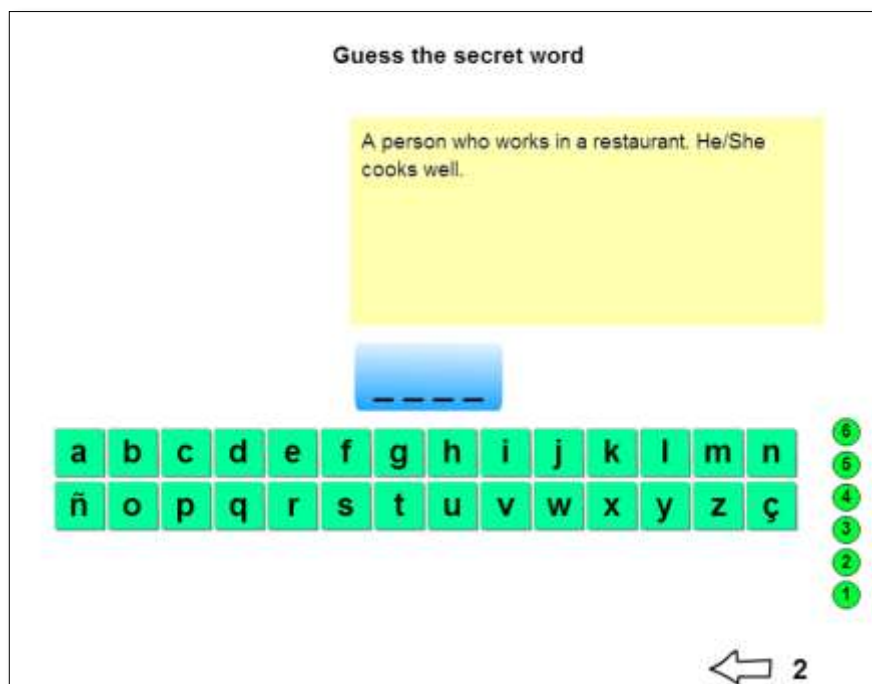 Guess the secret word
A person who works in a restaurant. He/She
cooks well.
_ _ _ _
a b c d e f g h i j k l m n
ñ o p q r s t u v w x y z ç
6
5
4
3
2
1
2